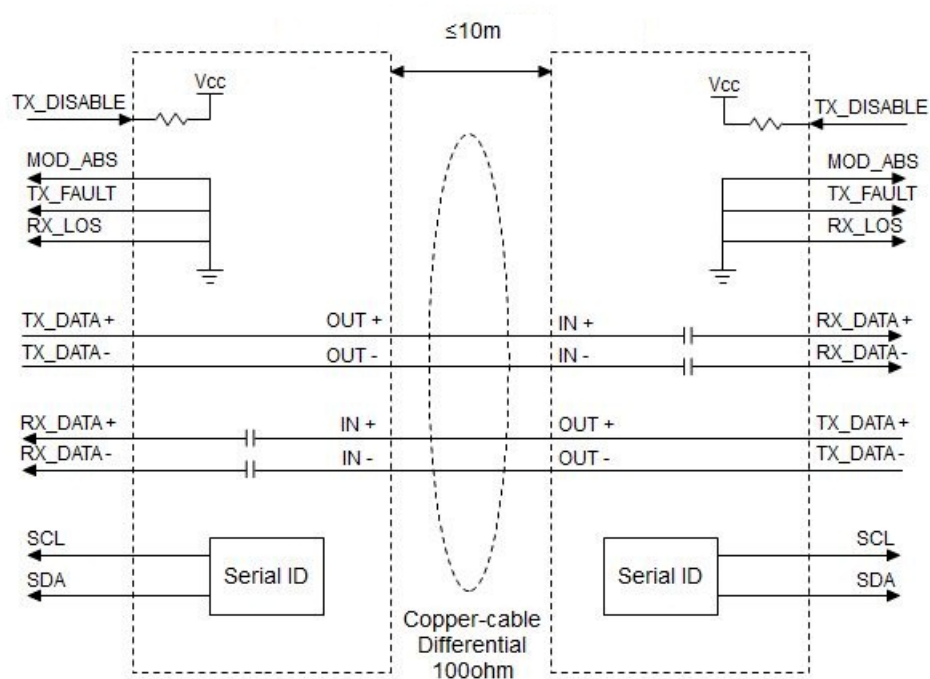 ≤10m
Vcc
Vcc
TX_DISABLE
TX_DISABLE
MOD_ABS
MOD_ABS
TX_FAULT
TX_FAULT
RX_LOS
RX_LOS
TX_DATA+ OUT + IN + RX_DATA+
TX_DATA- OUT - IN - RX_DATA-
RX_DATA+ IN + OUT + TX_DATA+
RX_DATA- IN - OUT - TX_DATA-
SCL
SCL
Serial ID
Serial ID
SDA
SDA
Copper-cable
Differential
100ohm